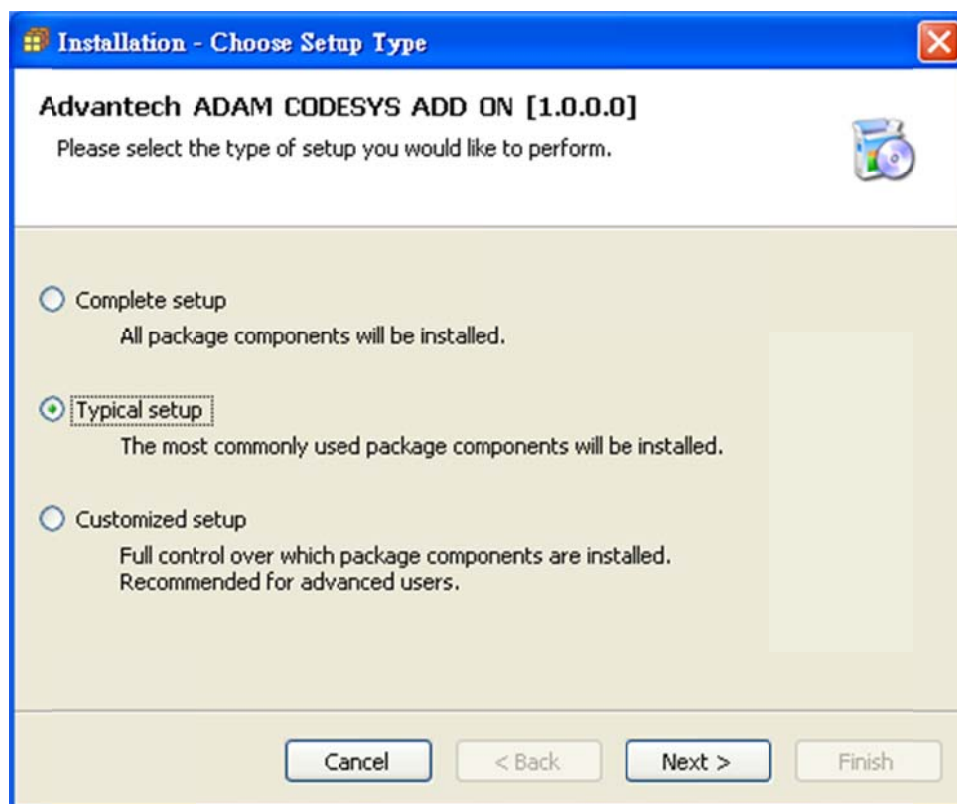 Installation - Choose Setup Type
Advantech ADAM CODESYS ADD ON [1.0.0.0]
Please select the type of setup you would like to perform.
Complete setup
All package components will be installed.
Typical setup
The most commonly used package components will be installed.
Customized setup
Full control over which package components are installed.
Recommended for advanced users.
Cancel < Back Next > Finish